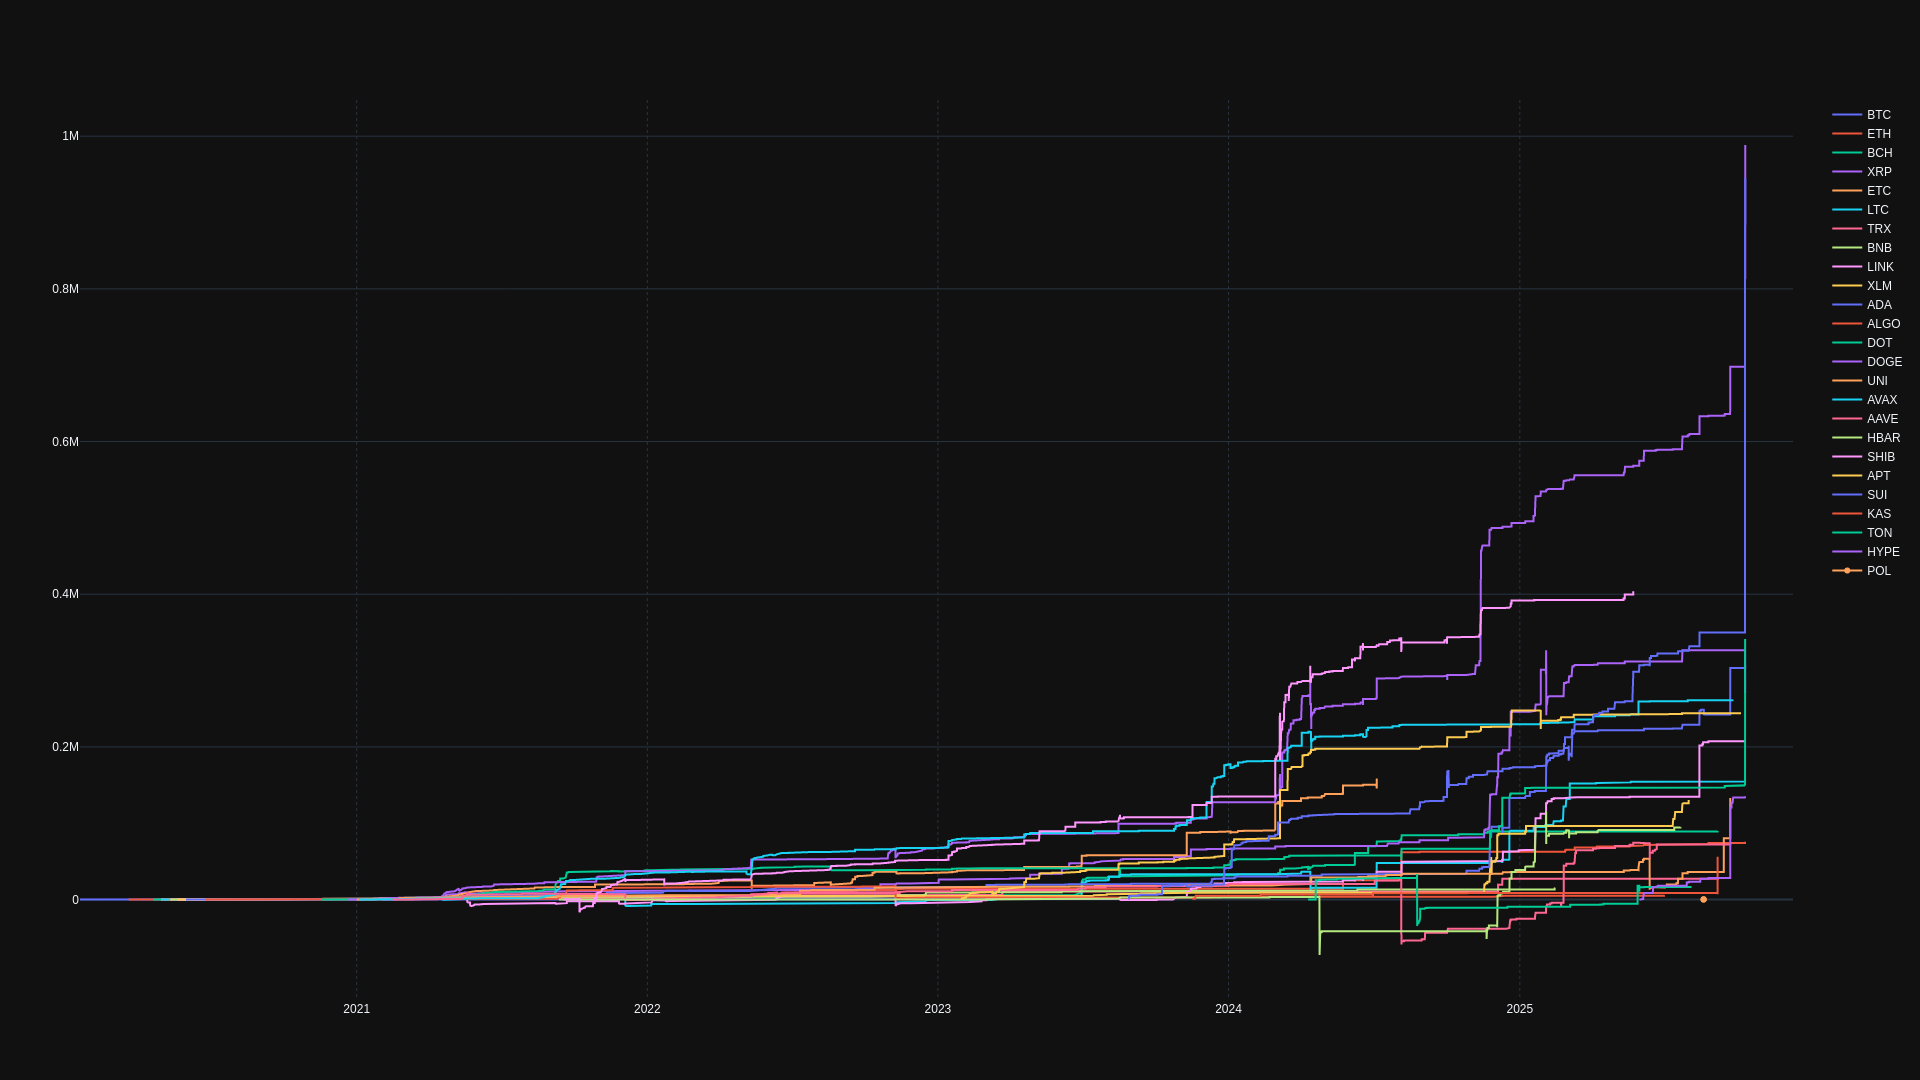 1M
0.8M
0.6M
0.4M
0.2M
0
2021
2022
2023
2024
2025
BTC
ETH
BCH
XRP
ETC
LTC
TRX
BNB
LINK
XLM
ADA
ALGO
DOT
DOGE
UNI
AVAX
AAVE
HBAR
SHIB
APT
SUI
KAS
TON
HYPE
POL